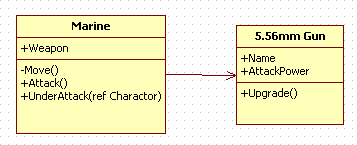 Marine
+Weapon
-Move()
+Attack()
+UnderAttack(ref Charactor)
5.56mm Gun
+Name
+AttackPower
+Upgrade()